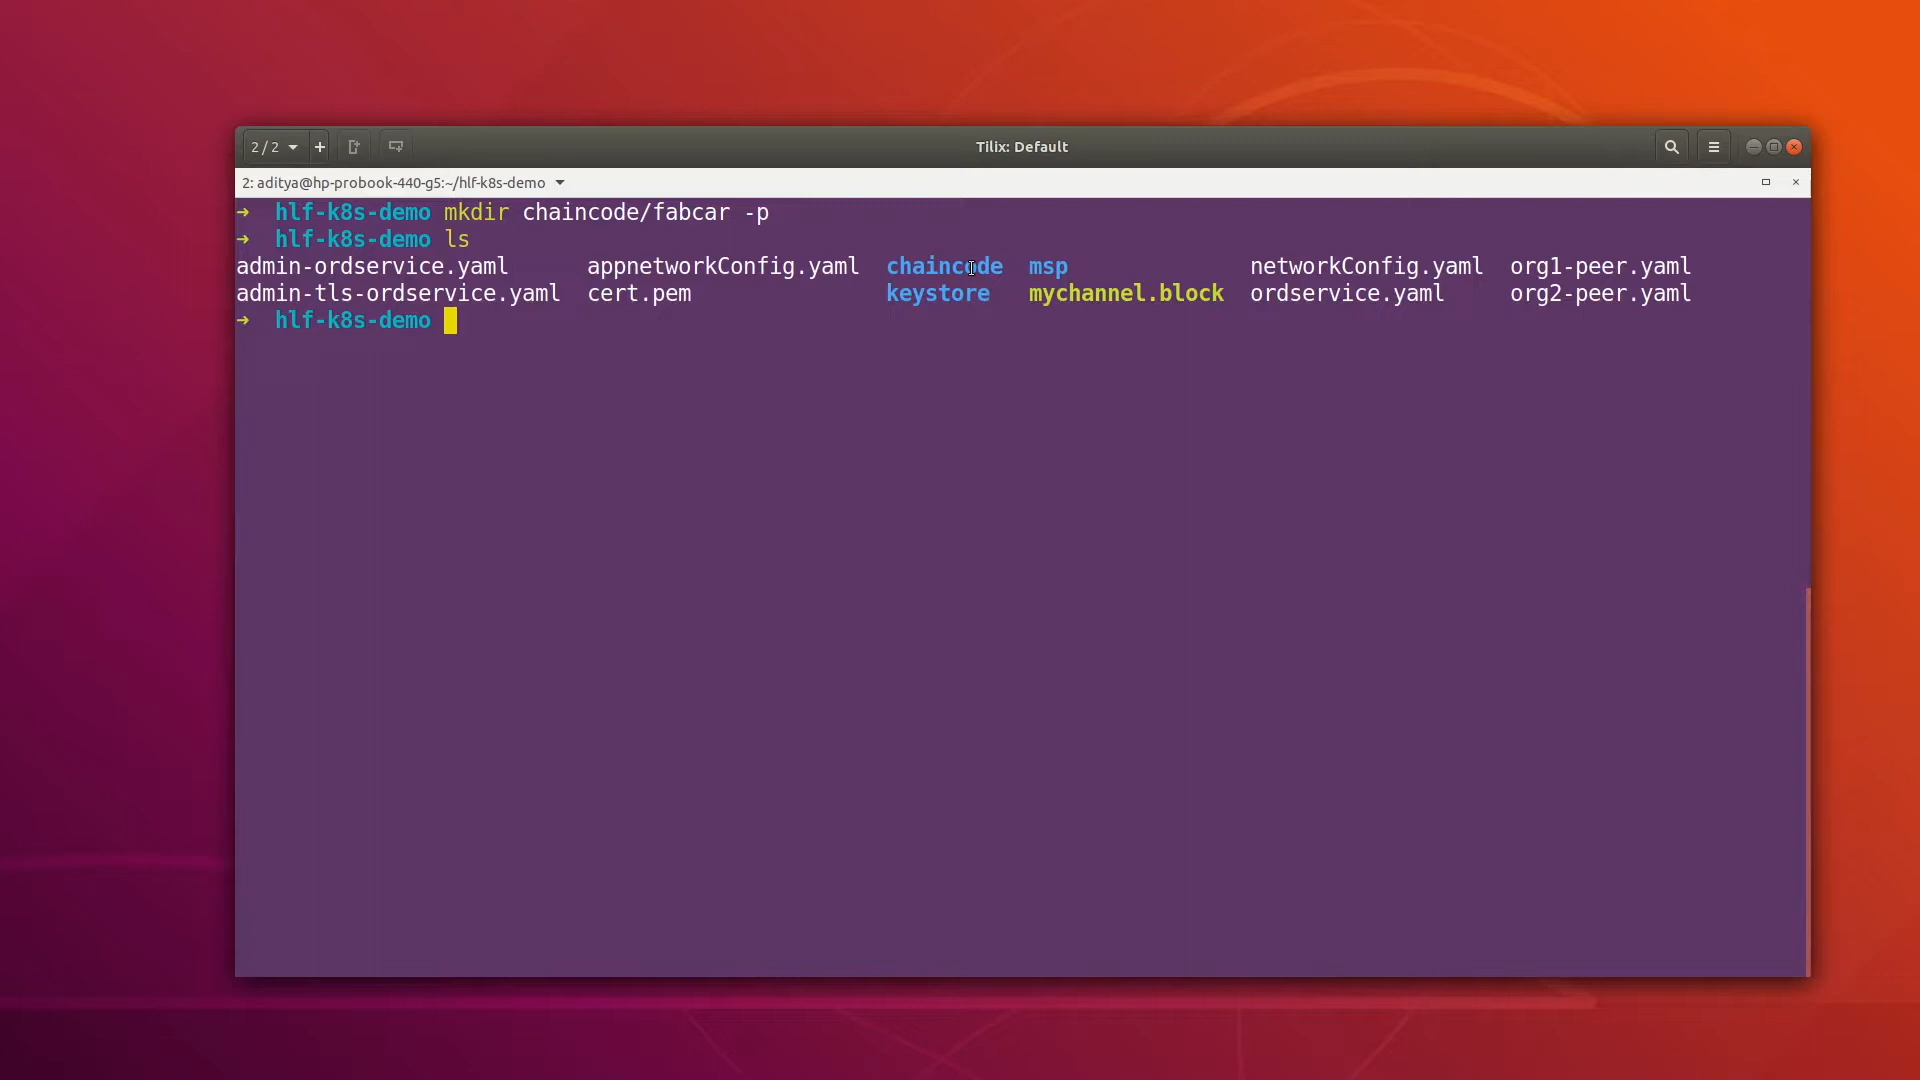 2 / 2
Tilix: Default
2: aditya@hp-probook-440-g5:~/hlf-k8s-demo
➜ hlf-k8s-demo mkdir chaincode/fabcar -p
➜ hlf-k8s-demo ls
admin-ordservice.yaml appnetworkConfig.yaml chaincode msp networkConfig.yaml org1-peer.yaml
admin-tls-ordservice.yaml cert.pem keystore mychannel.block ordservice.yaml org2-peer.yaml
➜ hlf-k8s-demo